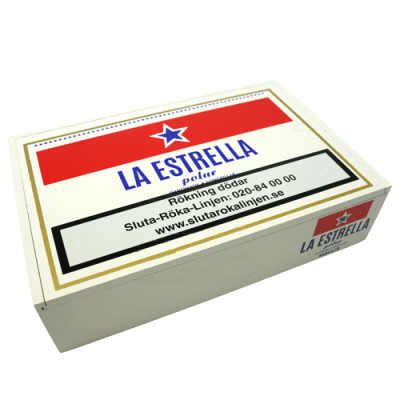 LA ESTRELLA
polar
Rökning dödar
Sluta-Röka-Linjen: 020-84 00 00
www.slutarokalinjen.se
LA ESTRELLA